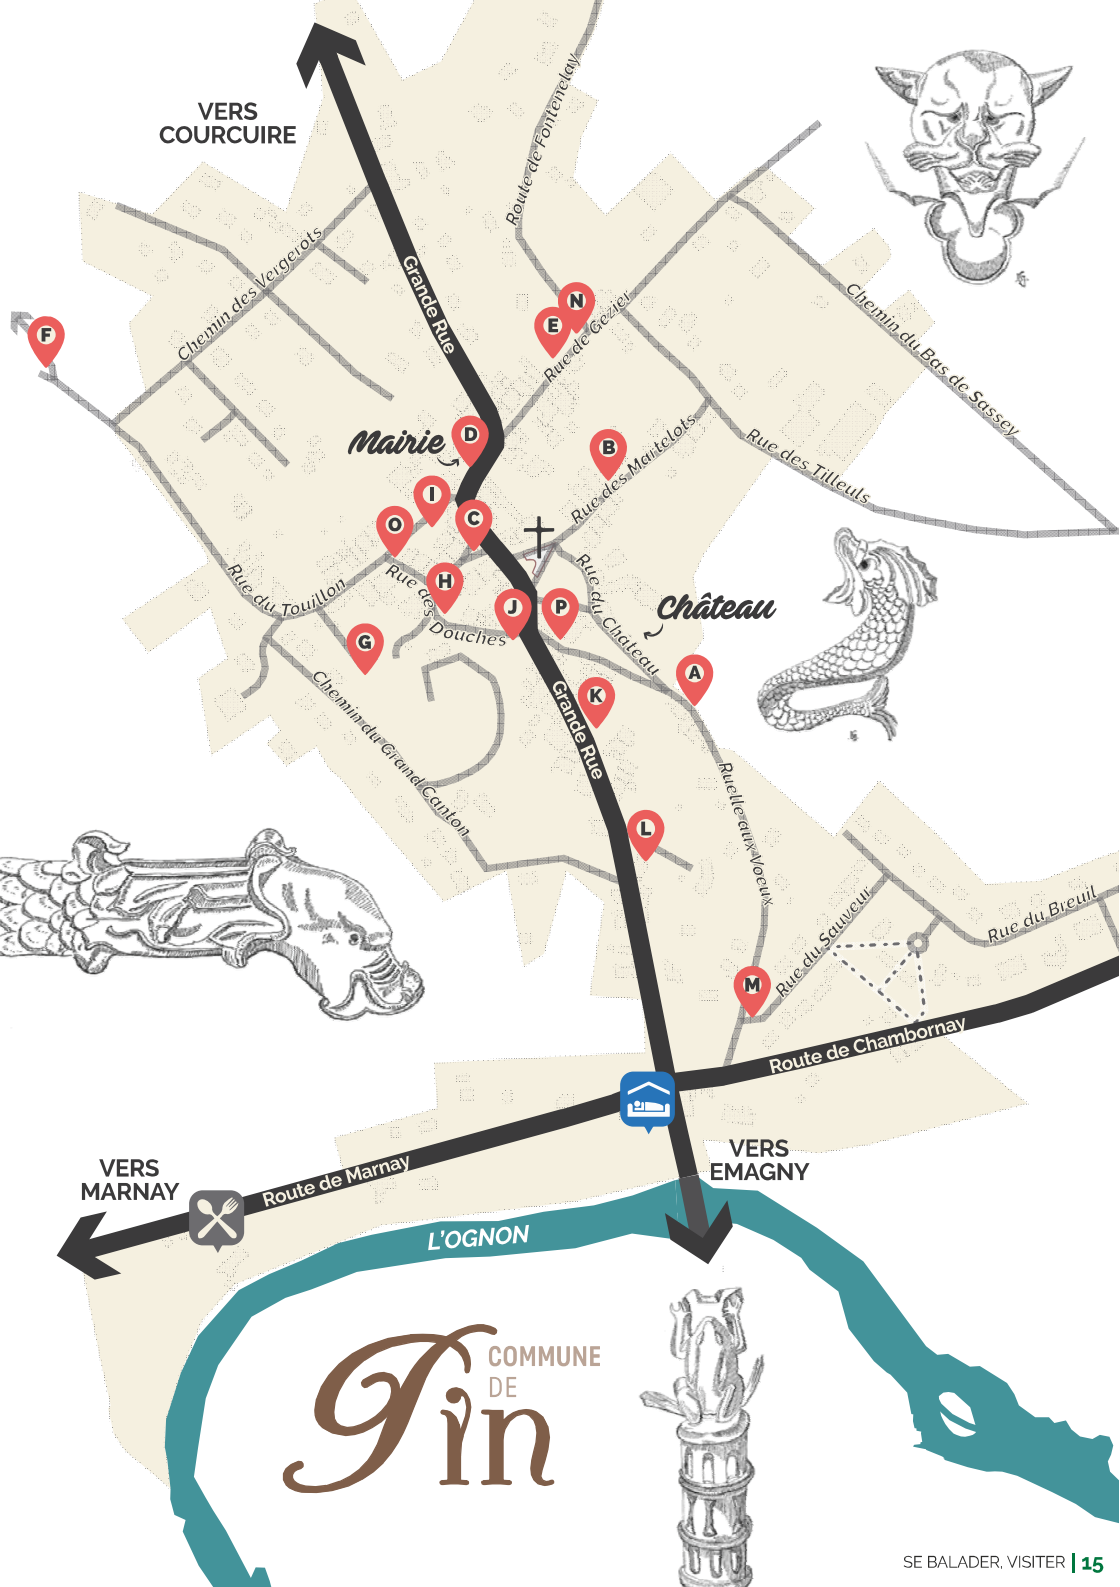 VERS
COURCUIRE
Route de Fontenelay
Chemin des Vergerots
Grande Rue
N
E
F
Rue de Gezier
Chemin du Bas de Sassey
Mairie
D
B
Rue des Martelots
Rue des Tilleuls
I
O
C
Rue du Touillon
Rue des
Douches
H
J
P
Rue du Château
Château
G
A
K
Chemin du Grand Canton
Grande Rue
Ruelle aux Voeux
L
M
Rue du Sauveur
Rue du Breuil
Route de Chambornay
VERS
MARNAY
Route de Marnay
VERS
EMAGNY
L'OGNON
COMMUNE
DE
Tin
SE BALADER, VISITER | 15